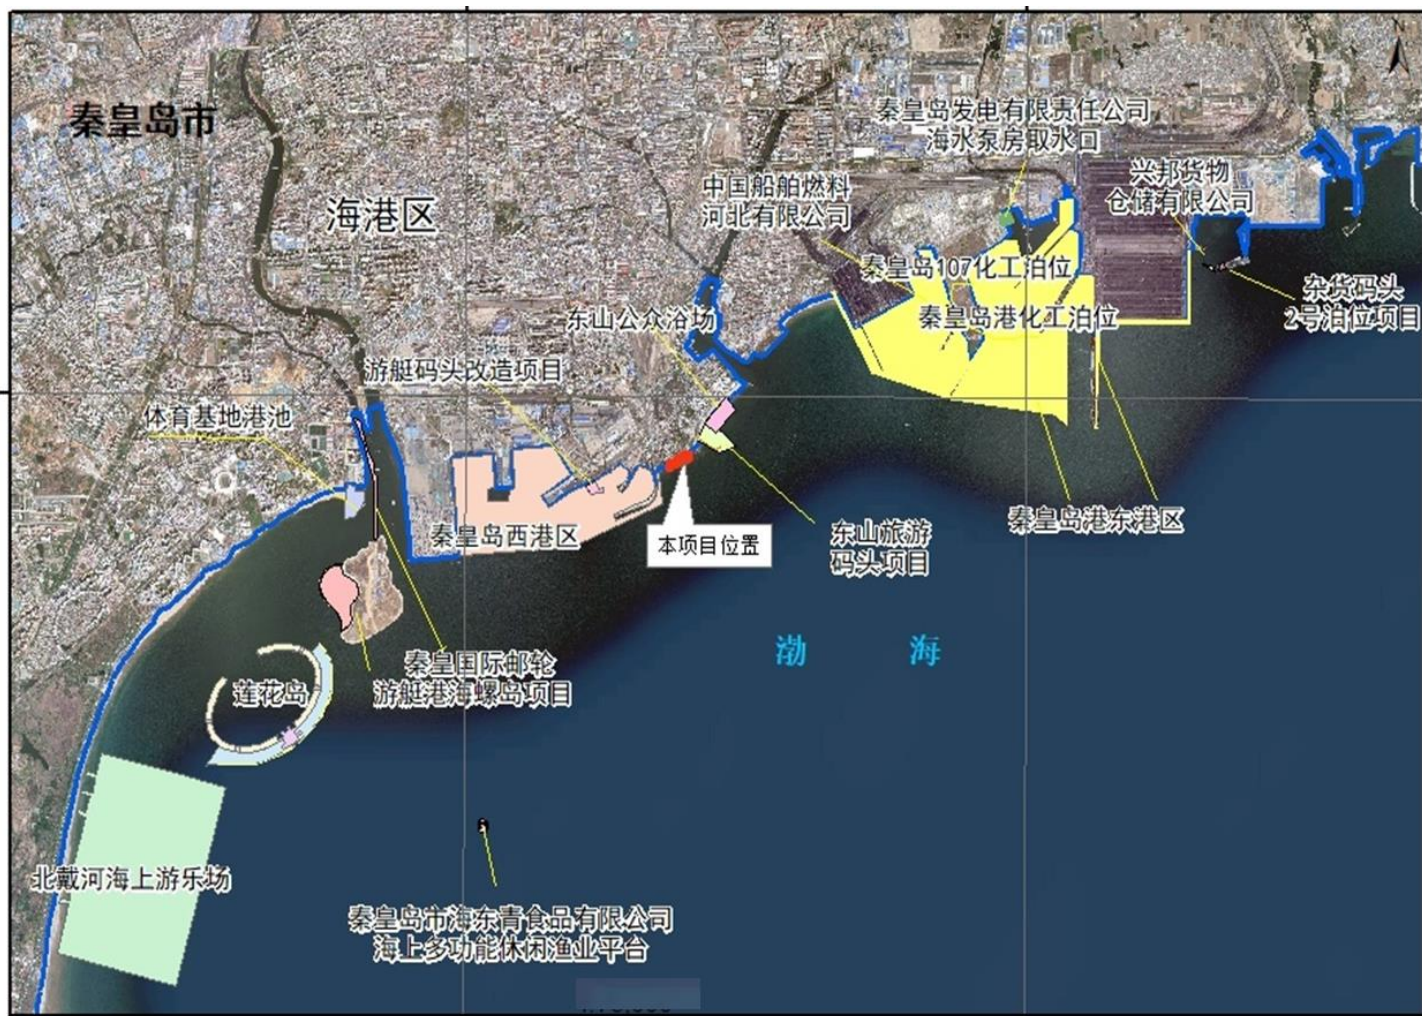 秦皇岛市
秦皇岛发电有限责任公司
海水泵房取水口
兴邦货物
仓储有限公司
中国船舶燃料
河北有限公司
海港区
秦皇岛107化工泊位
杂货码头
2号泊位项目
东山公众浴场
秦皇岛港化工泊位
游艇码头改造项目
体育基地港池
秦皇岛港东港区
秦皇岛西港区
本项目位置
东山旅游
码头项目
渤 海
秦皇国际邮轮
游艇港海螺岛项目
莲花岛
北戴河海上游乐场
秦皇岛市海东青食品有限公司
海上多功能休闲渔业平台